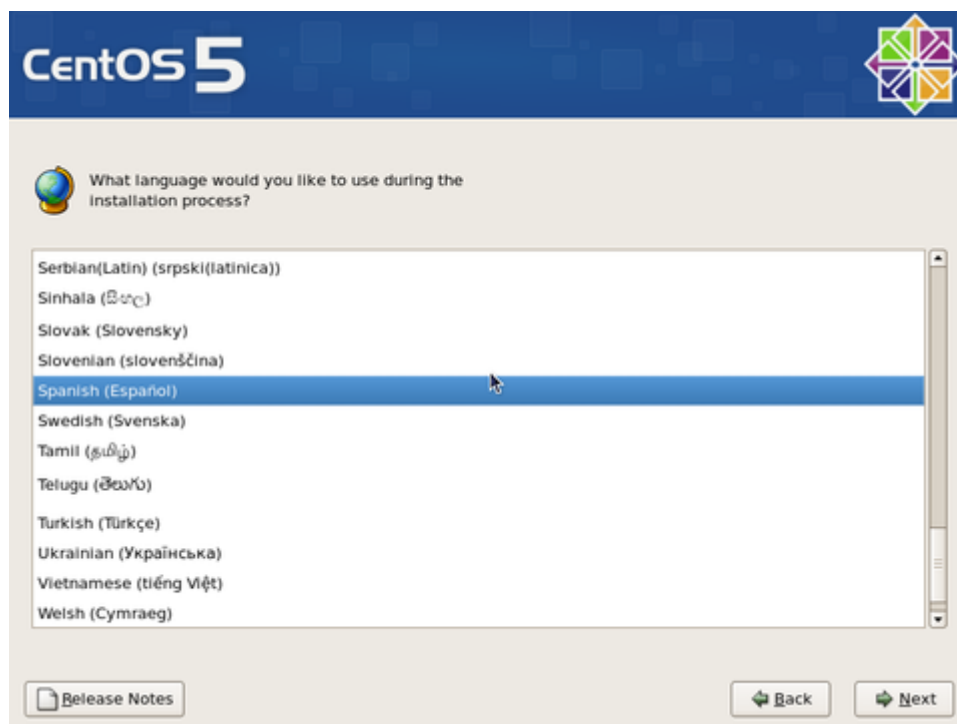 CentOS 5
What language would you like to use during the
installation process?
Serbian(Latin) (srpski(latinica))
Sinhala (සිංහල)
Slovak (Slovensky)
Slovenian (slovenščina)
Spanish (Español)
Swedish (Svenska)
Tamil (தமிழ்)
Telugu (తెలుగు)
Turkish (Türkçe)
Ukrainian (Українська)
Vietnamese (tiếng Việt)
Welsh (Cymraeg)
Release Notes
Back
Next